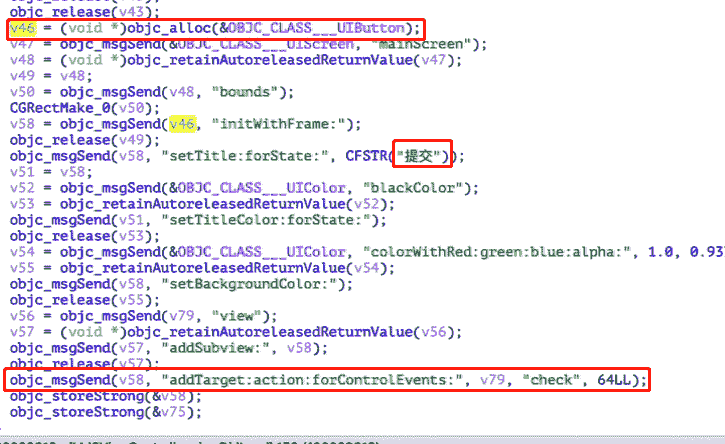 objc_release(v43);
v46 = (void *)objc_alloc(&OBJC_CLASS___UIButton);
v47 = objc_msgSend(&OBJC_CLASS___UIScreen, "mainScreen");
v48 = (void *)objc_retainAutoreleasedReturnValue(v47);
v49 = v48;
v50 = objc_msgSend(v48, "bounds");
CGRectMake_0(v50);
v58 = objc_msgSend(v46, "initWithFrame:");
objc_release(v49);
objc_msgSend(v58, "setTitle:forState:", CFSTR("提交"));
v51 = v58;
v52 = objc_msgSend(&OBJC_CLASS___UIColor, "blackColor");
v53 = objc_retainAutoreleasedReturnValue(v52);
objc_msgSend(v51, "setTitleColor:forState:");
objc_release(v53);
v54 = objc_msgSend(&OBJC_CLASS___UIColor, "colorWithRed:green:blue:alpha:", 1.0, 0.937
v55 = objc_retainAutoreleasedReturnValue(v54);
objc_msgSend(v58, "setBackgroundColor:");
objc_release(v55);
v56 = objc_msgSend(v79, "view");
v57 = (void *)objc_retainAutoreleasedReturnValue(v56);
objc_msgSend(v57, "addSubview:", v58);
objc_release(v57);
objc_msgSend(v58, "addTarget:action:forControlEvents:", v79, "check", 64LL);
objc_storeStrong(&v58);
objc_storeStrong(&v75);